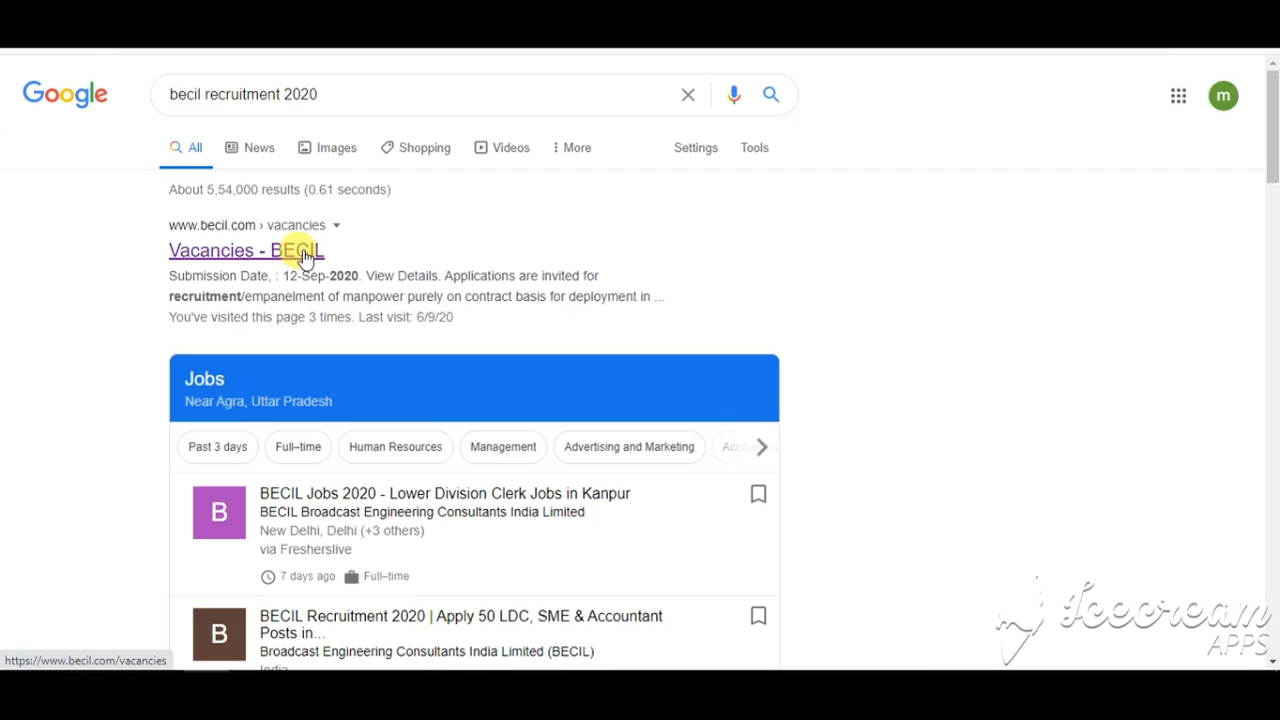 Google
becil recruitment 2020
m
All News Images Shopping Videos More Settings Tools
About 5,54,000 results (0.61 seconds)
www.becil.com › vacancies
Vacancies - BECIL
Submission Date, : 12-Sep-2020. View Details. Applications are invited for
recruitment/empanelment of manpower purely on contract basis for deployment in ...
You've visited this page 3 times. Last visit: 6/9/20
Jobs
Near Agra, Uttar Pradesh
Past 3 days Full–time Human Resources Management Advertising and Marketing
B
BECIL Jobs 2020 - Lower Division Clerk Jobs in Kanpur
BECIL Broadcast Engineering Consultants India Limited
New Delhi, Delhi (+3 others)
via Fresherslive
7 days ago Full–time
B
BECIL Recruitment 2020 | Apply 50 LDC, SME & Accountant
Posts in...
Broadcast Engineering Consultants India Limited (BECIL)
India
https://www.becil.com/vacancies
Icecream
APPS